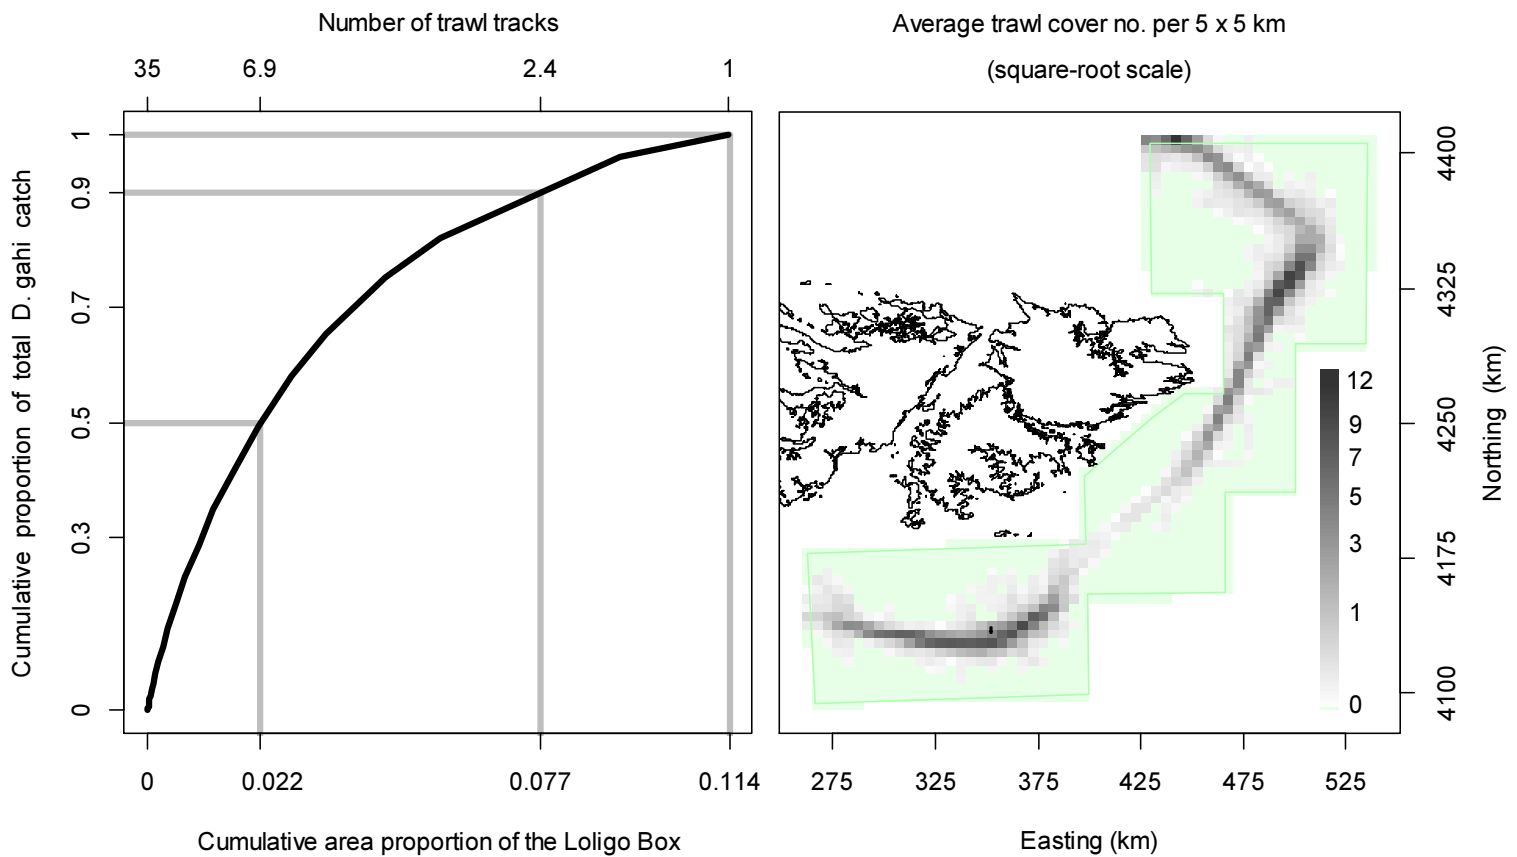 Number of trawl tracks
35 6.9 2.4 1
Cumulative proportion of total D. gahi catch
1
0.9
0.7
0.5
0.3
0
0 0.022 0.077 0.114
Cumulative area proportion of the Loligo Box
Average trawl cover no. per 5 x 5 km
(square-root scale)
12
9
7
5
3
1
0
4400
4325
4250
4175
4100
Northing (km)
275 325 375 425 475 525
Easting (km)